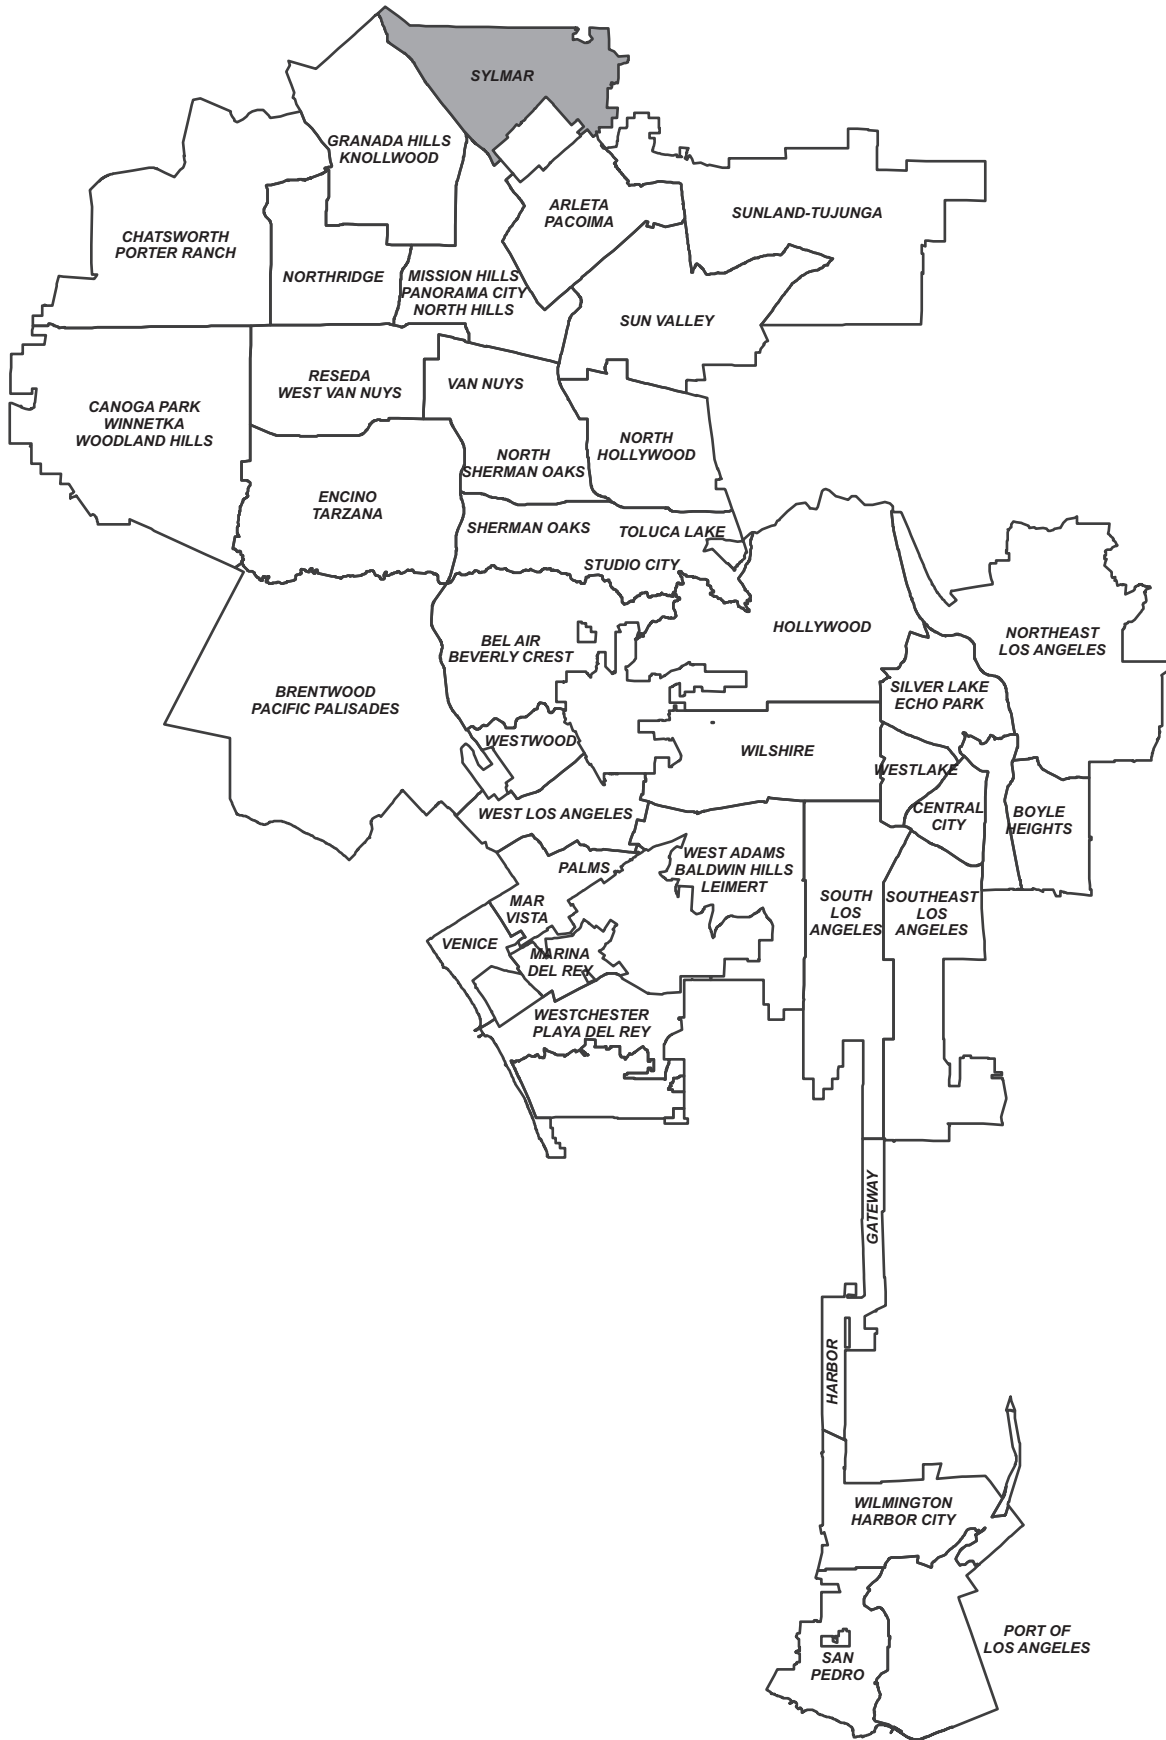 SYLMAR
GRANADA HILLS
KNOLLWOOD
ARLETA
PACOIMA
SUNLAND-TUJUNGA
CHATSWORTH
PORTER RANCH
NORTHRIDGE
MISSION HILLS
PANORAMA CITY
NORTH HILLS
SUN VALLEY
RESEDA
WEST VAN NUYS
VAN NUYS
CANOGA PARK
WINNETKA
WOODLAND HILLS
NORTH
HOLLYWOOD
NORTH
SHERMAN OAKS
ENCINO
TARZANA
SHERMAN OAKS
TOLUCA LAKE
STUDIO CITY
HOLLYWOOD
NORTHEAST
LOS ANGELES
BEL AIR
BEVERLY CREST
BRENTWOOD
PACIFIC PALISADES
SILVER LAKE
ECHO PARK
WESTWOOD
WILSHIRE
WESTLAKE
CENTRAL
CITY
BOYLE
HEIGHTS
WEST LOS ANGELES
PALMS
WEST ADAMS
BALDWIN HILLS
LEIMERT
MAR
VISTA
SOUTH
LOS
ANGELES
SOUTHEAST
LOS
ANGELES
VENICE
MARINA
DEL REY
WESTCHESTER
PLAYA DEL REY
GATEWAY
HARBOR
WILMINGTON
HARBOR CITY
PORT OF
LOS ANGELES
SAN
PEDRO